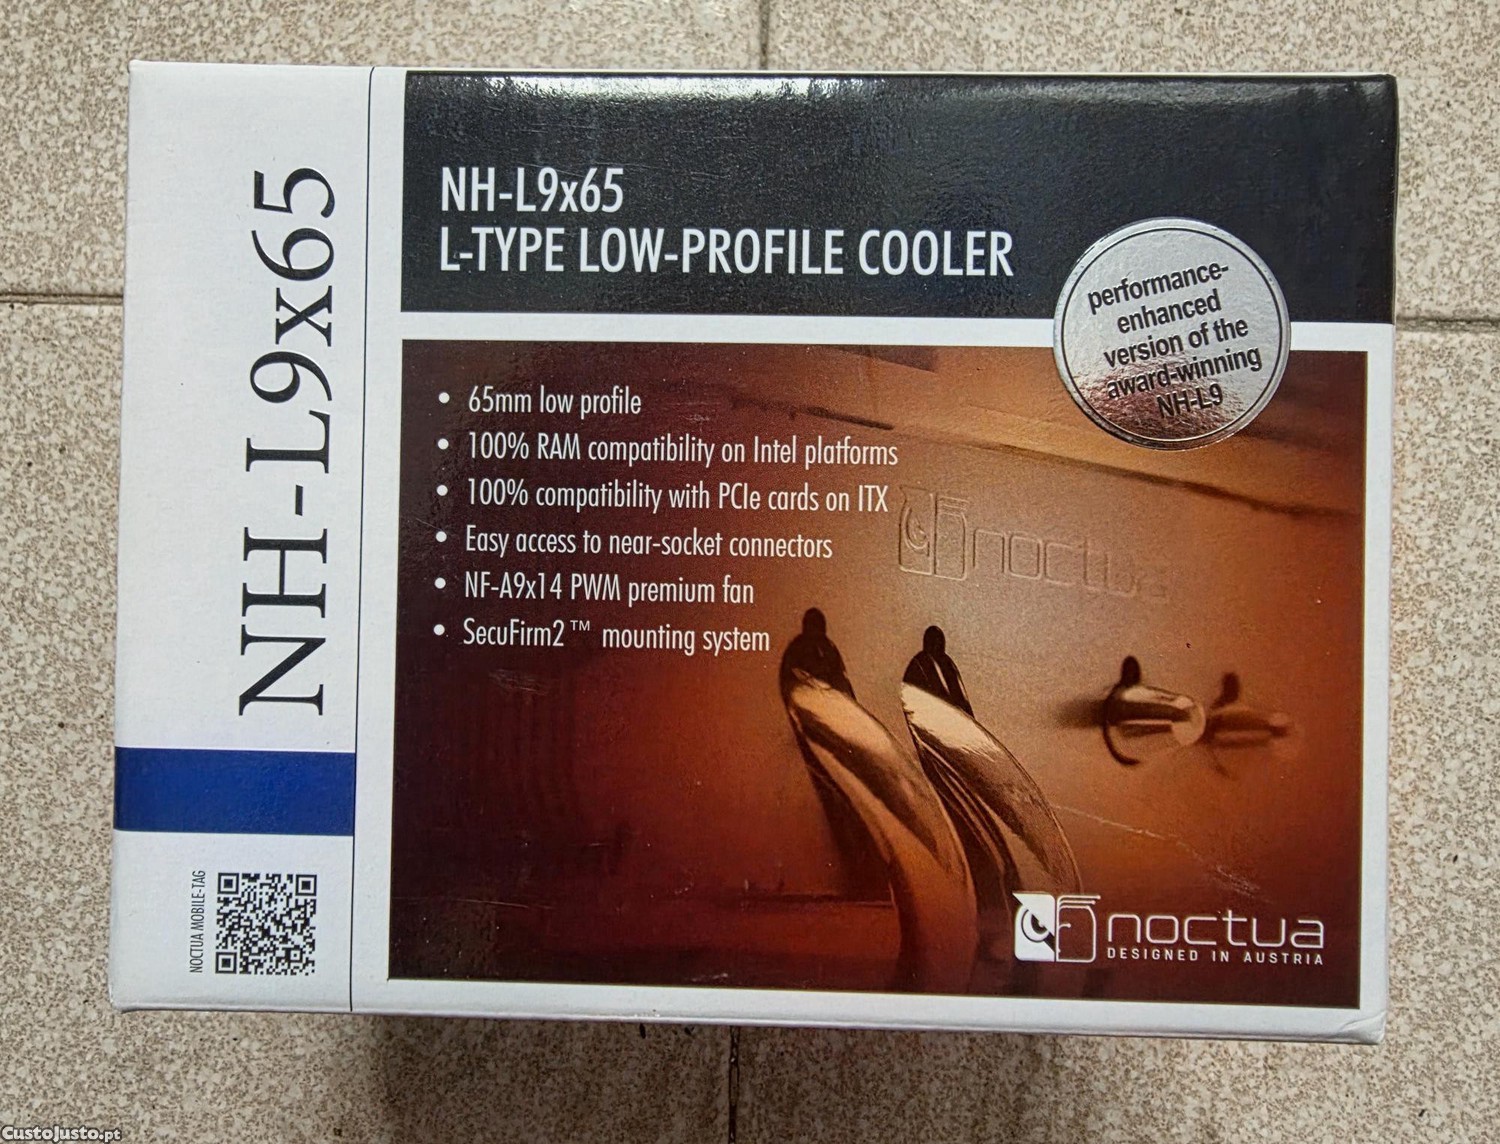 NH-L9x65
NH-L9x65
L-TYPE LOW-PROFILE COOLER
performance-
enhanced
version of the
award-winning
NH-L9
• 65mm low profile
• 100% RAM compatibility on Intel platforms
• 100% compatibility with PCIe cards on ITX
• Easy access to near-socket connectors
• NF-A9x14 PWM premium fan
• SecuFirm2™ mounting system
noctua
noctua
DESIGNED IN AUSTRIA
NOCTUA MOBILE-TAG
CustoJusto.pt